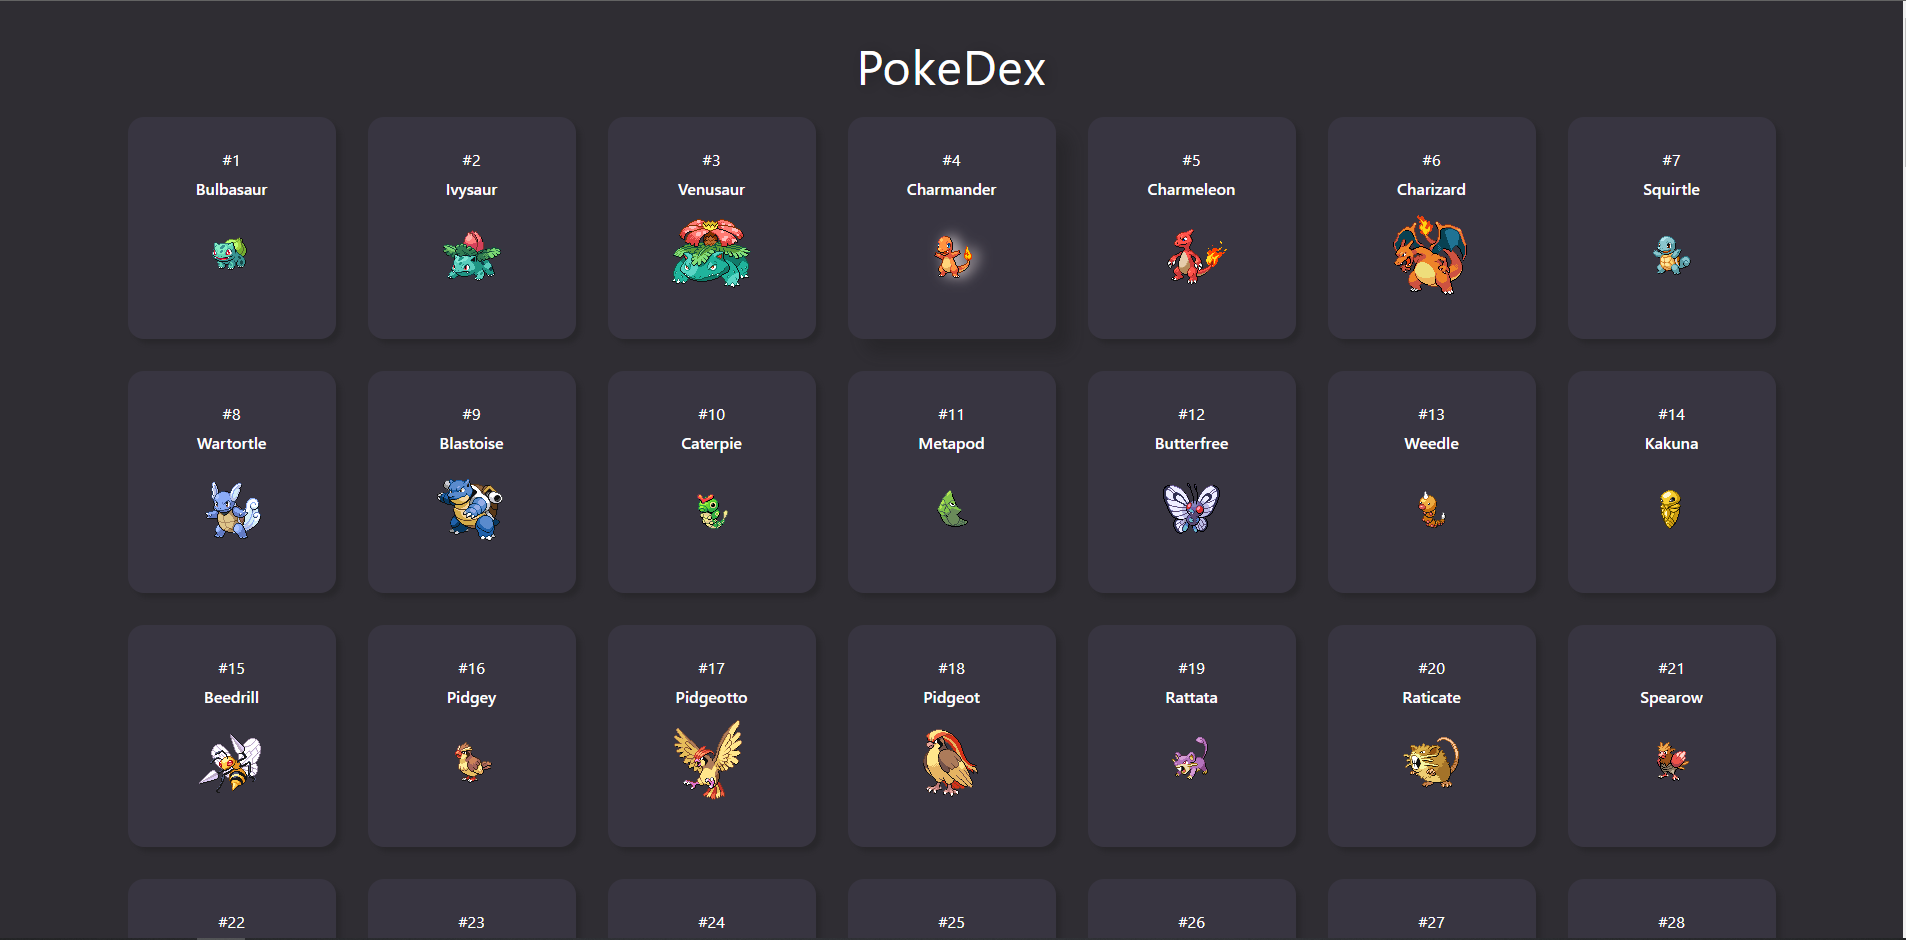 PokeDex
#1
Bulbasaur
#2
Ivysaur
#3
Venusaur
#4
Charmander
#5
Charmeleon
#6
Charizard
#7
Squirtle
#8
Wartortle
#9
Blastoise
#10
Caterpie
#11
Metapod
#12
Butterfree
#13
Weedle
#14
Kakuna
#15
Beedrill
#16
Pidgey
#17
Pidgeotto
#18
Pidgeot
#19
Rattata
#20
Raticate
#21
Spearow
#22
#23
#24
#25
#26
#27
#28